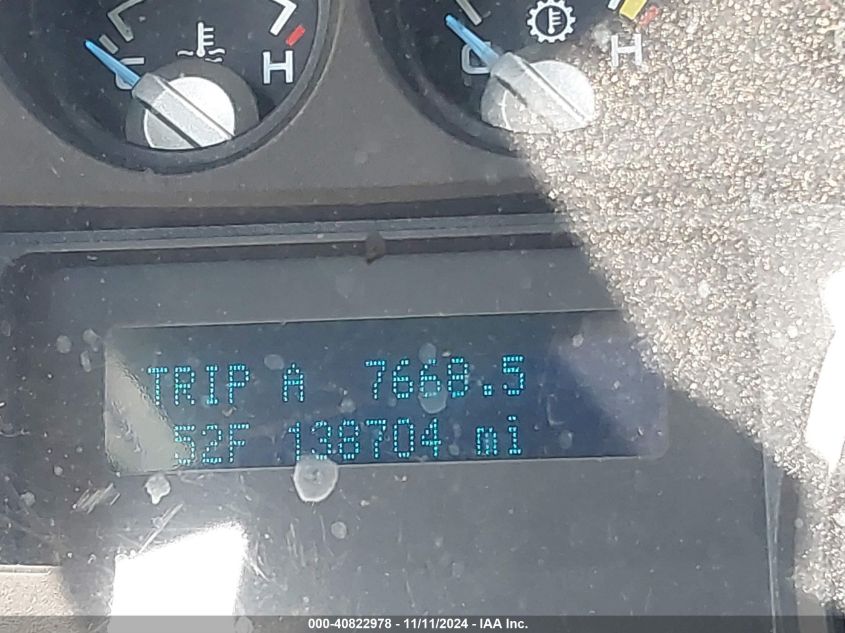 C H
C H
TRIP A 7668.5
52F 138704 mi
000-40822978 - 11/11/2024 - IAA Inc.